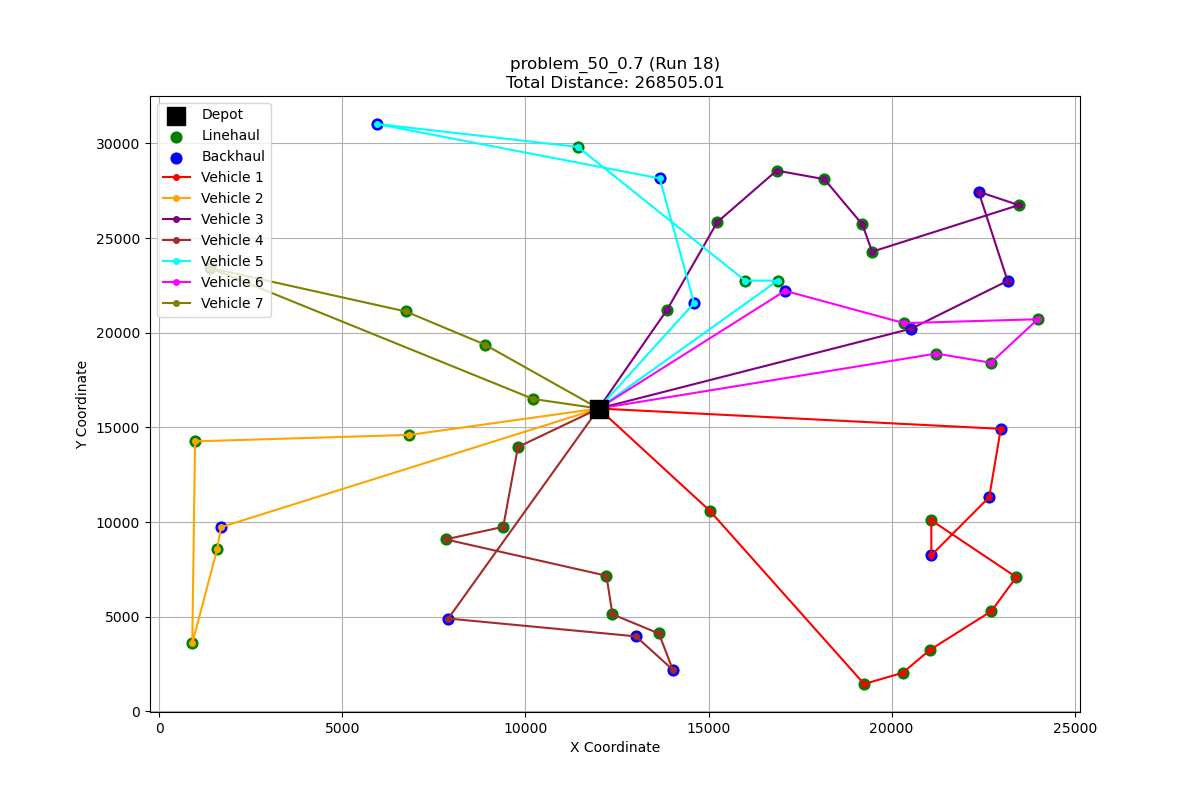 problem_50_0.7 (Run 18)
Total Distance: 268505.01
Depot
Linehaul
Backhaul
Vehicle 1
Vehicle 2
Vehicle 3
Vehicle 4
Vehicle 5
Vehicle 6
Vehicle 7
30000
25000
20000
15000
10000
5000
0
Y Coordinate
0 5000 10000 15000 20000 25000
X Coordinate